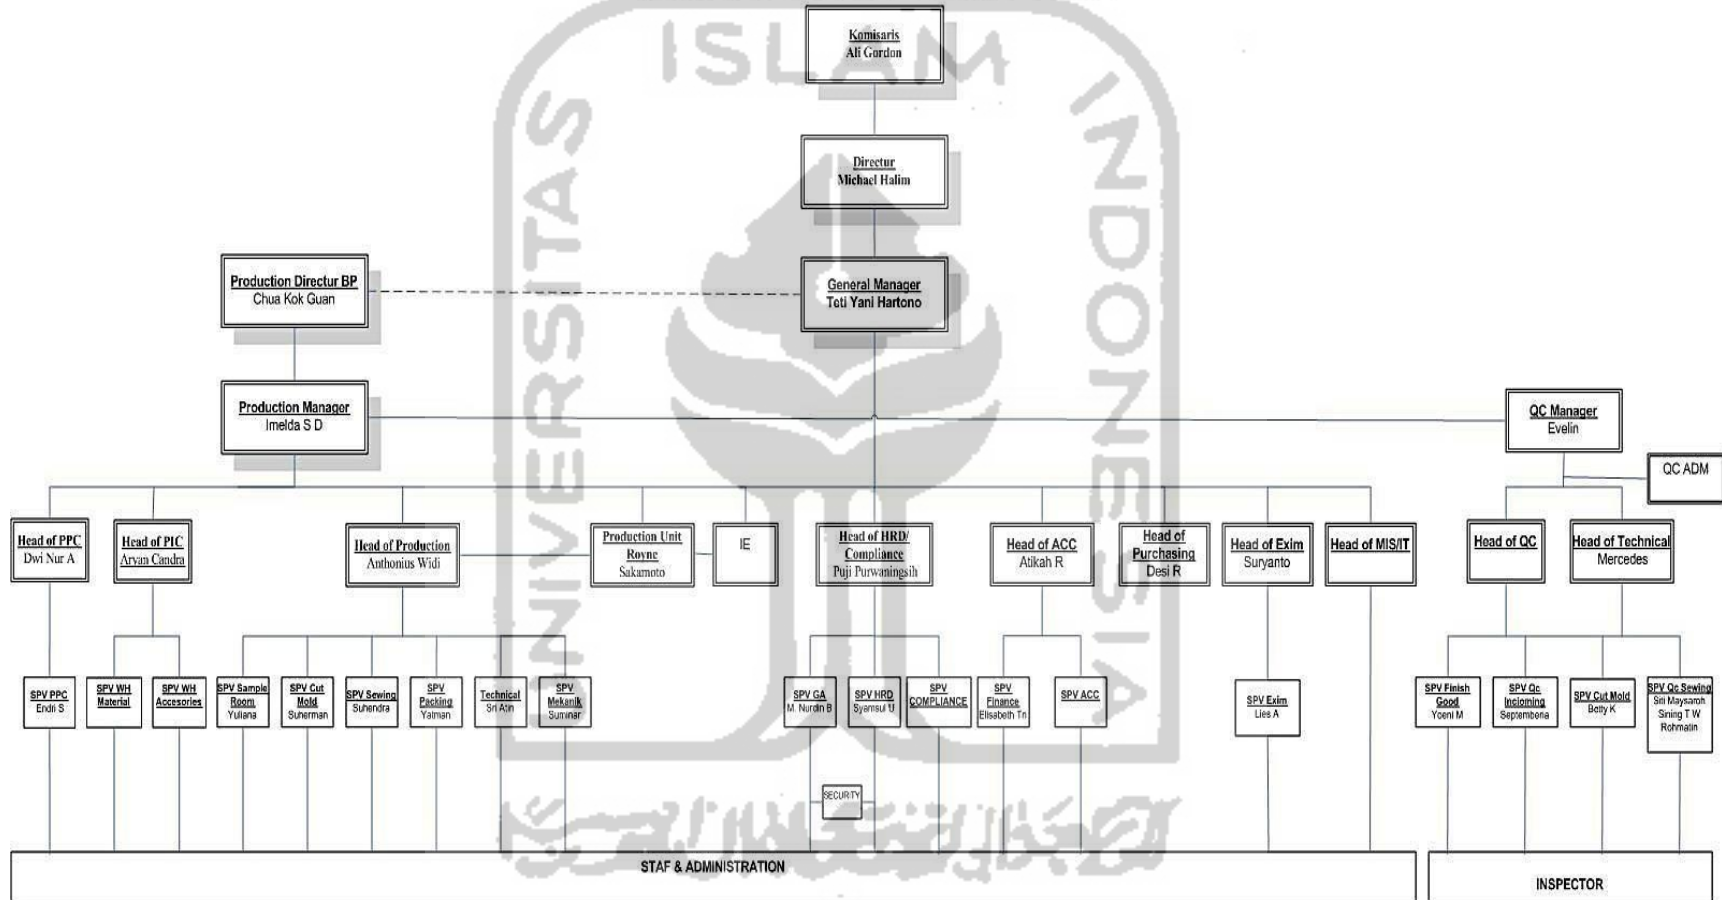 Komisaris
Ali Gordon
Directur
Michael Halim
Production Directur BP
Chua Kok Guan
General Manager
Teti Yani Hartono
Production Manager
Imelda S D
QC Manager
Evelin
QC ADM
Head of PPC
Dwi Nur A
Head of PIC
Aryan Candra
Head of Production
Anthonius Widi
Production Unit
Royne
Sakamoto
IE
Head of HRD/
Compliance
Puji Purwaningsih
Head of ACC
Atikah R
Head of
Purchasing
Desi R
Head of Exim
Suryanto
Head of MIS/IT
Head of QC
Head of Technical
Mercedes
SPV PPC
Endri S
SPV WH
Material
SPV WH
Accesories
SPV Sample
Room
Yuliana
SPV Cut
Mold
Suherman
SPV Sewing
Suhendra
SPV
Packing
Yatman
Technical
Sri Atin
SPV
Mekanik
Suminar
SPV GA
M. Nurdin B
SPV HRD
Syamsul U
SPV
COMPLIANCE
SPV
Finance
Elisabeth Tri
SPV ACC
SPV Exim
Lies A
SPV Finish
Good
Yoeni M
SPV Qc
Incioming
Septemberia
SPV Cut Mold
Betty K
SPV Qc Sewing
Siti Maysaroh
Sining T W
Rohmatin
SECURITY
STAF & ADMINISTRATION
INSPECTOR
UNIVERSITAS
ISLAM
INDONESIA